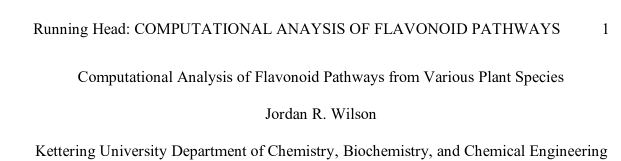 Running Head: COMPUTATIONAL ANAYSIS OF FLAVONOID PATHWAYS 1
Computational Analysis of Flavonoid Pathways from Various Plant Species
Jordan R. Wilson
Kettering University Department of Chemistry, Biochemistry, and Chemical Engineering